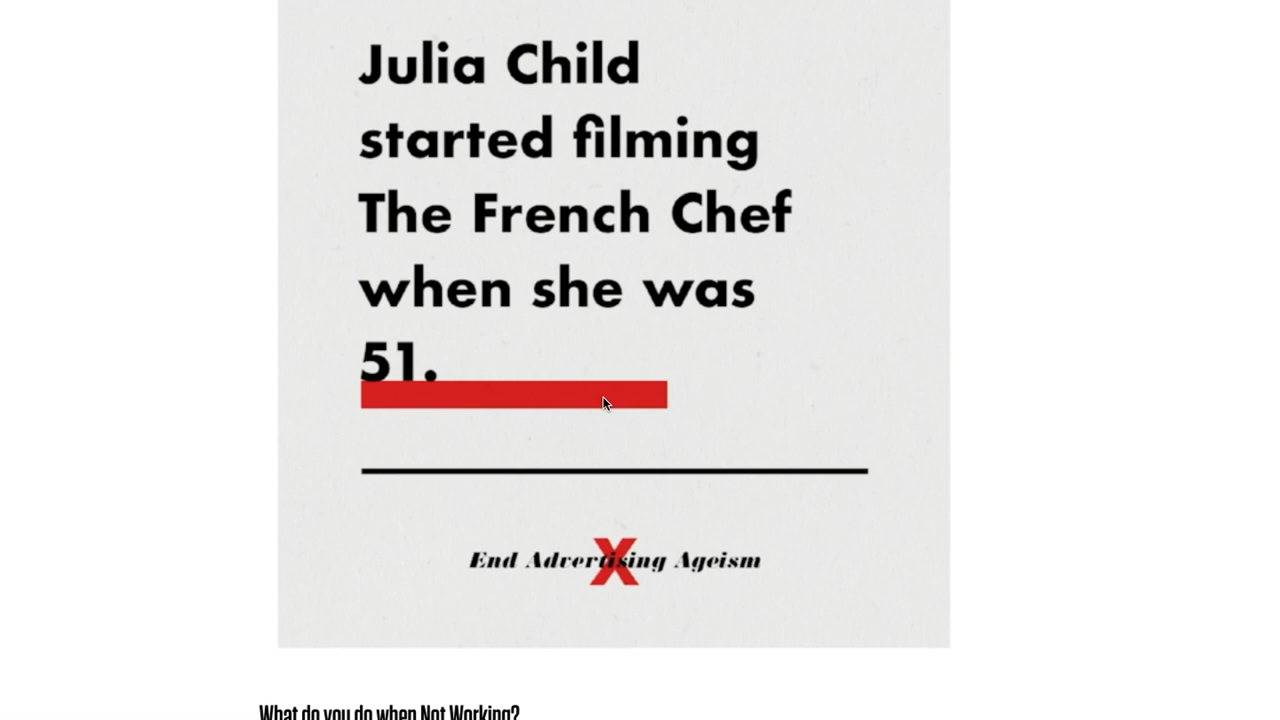 Julia Child
started filming
The French Chef
when she was
51.
End Advertising Ageism
X
What do you do when Not Working?